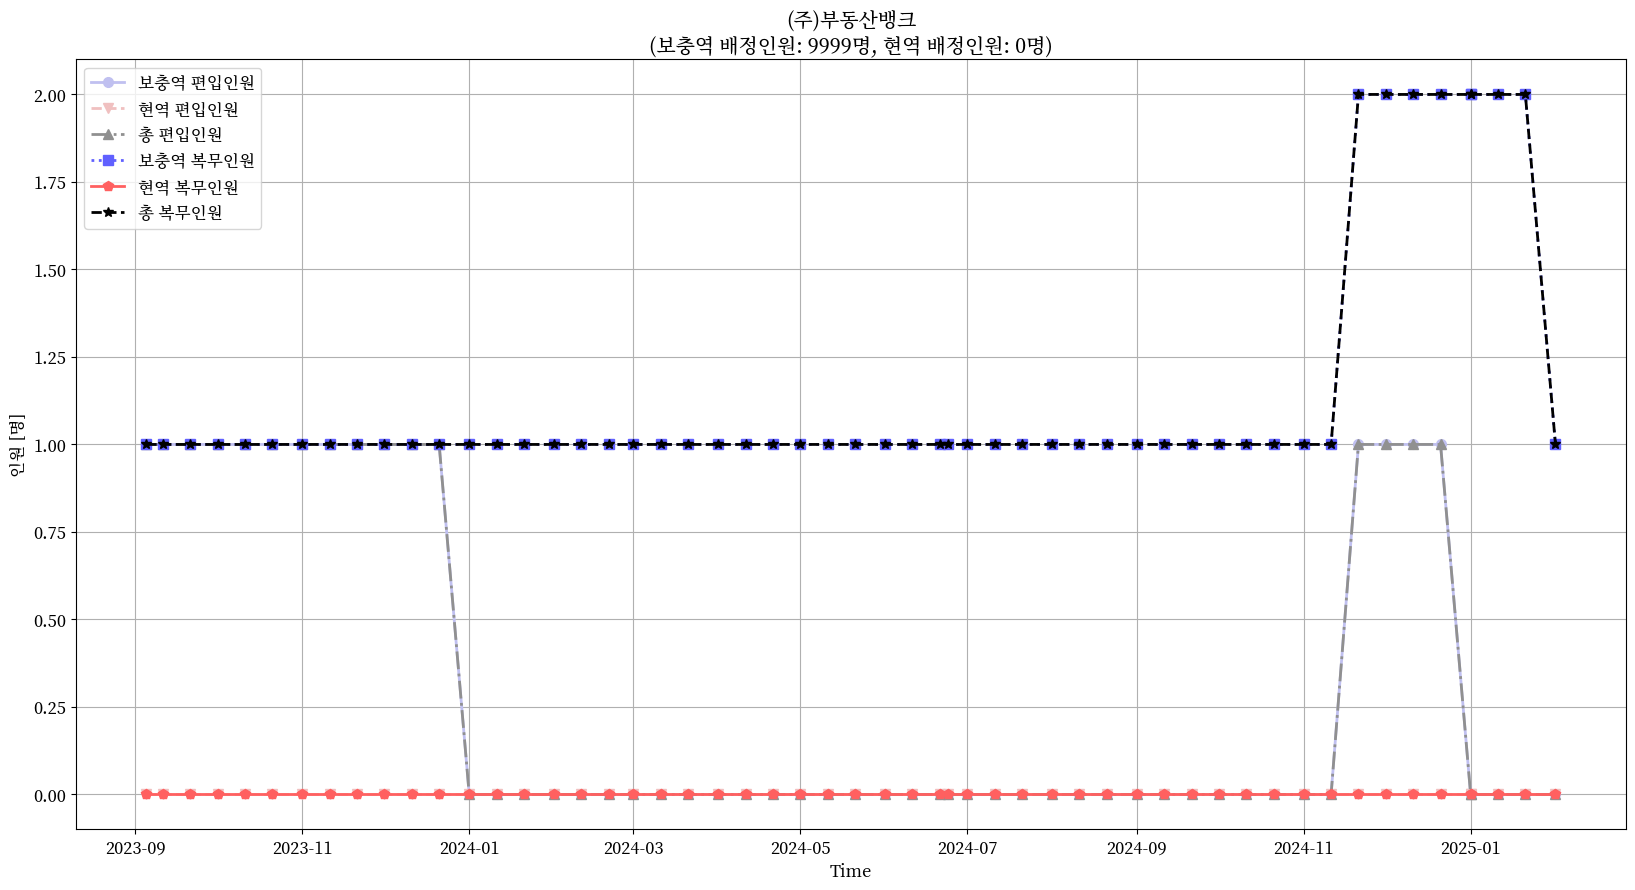 (주)부동산뱅크
(보충역 배정인원: 9999명, 현역 배정인원: 0명)
보충역 편입인원
현역 편입인원
총 편입인원
보충역 복무인원
현역 복무인원
총 복무인원
2.00
1.75
1.50
1.25
1.00
0.75
0.50
0.25
0.00
인원 [명]
2023-09 2023-11 2024-01 2024-03 2024-05 2024-07 2024-09 2024-11 2025-01
Time